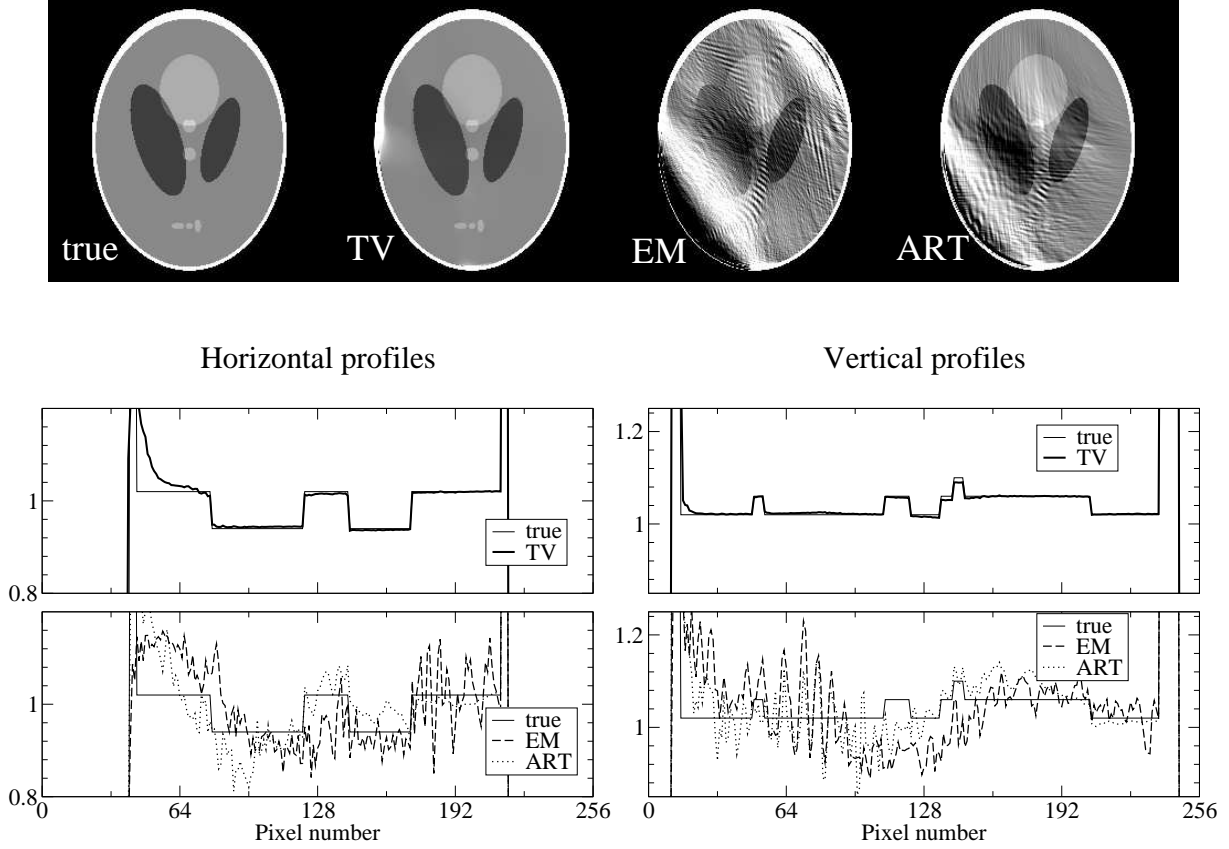 true TV EM ART
Horizontal profiles
Vertical profiles
1
0.8
true
TV
1.2
1
true
TV
1
0.8
true
EM
ART
0 64 128 192 256
Pixel number
1.2
1
true
EM
ART
0 64 128 192 256
Pixel number